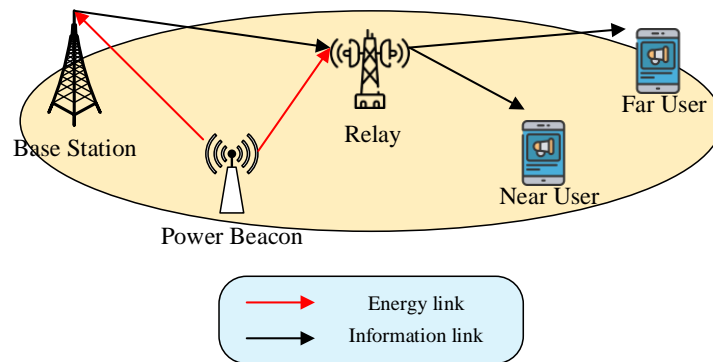 Far User
Relay
Base Station
Near User
Power Beacon
Energy link
Information link